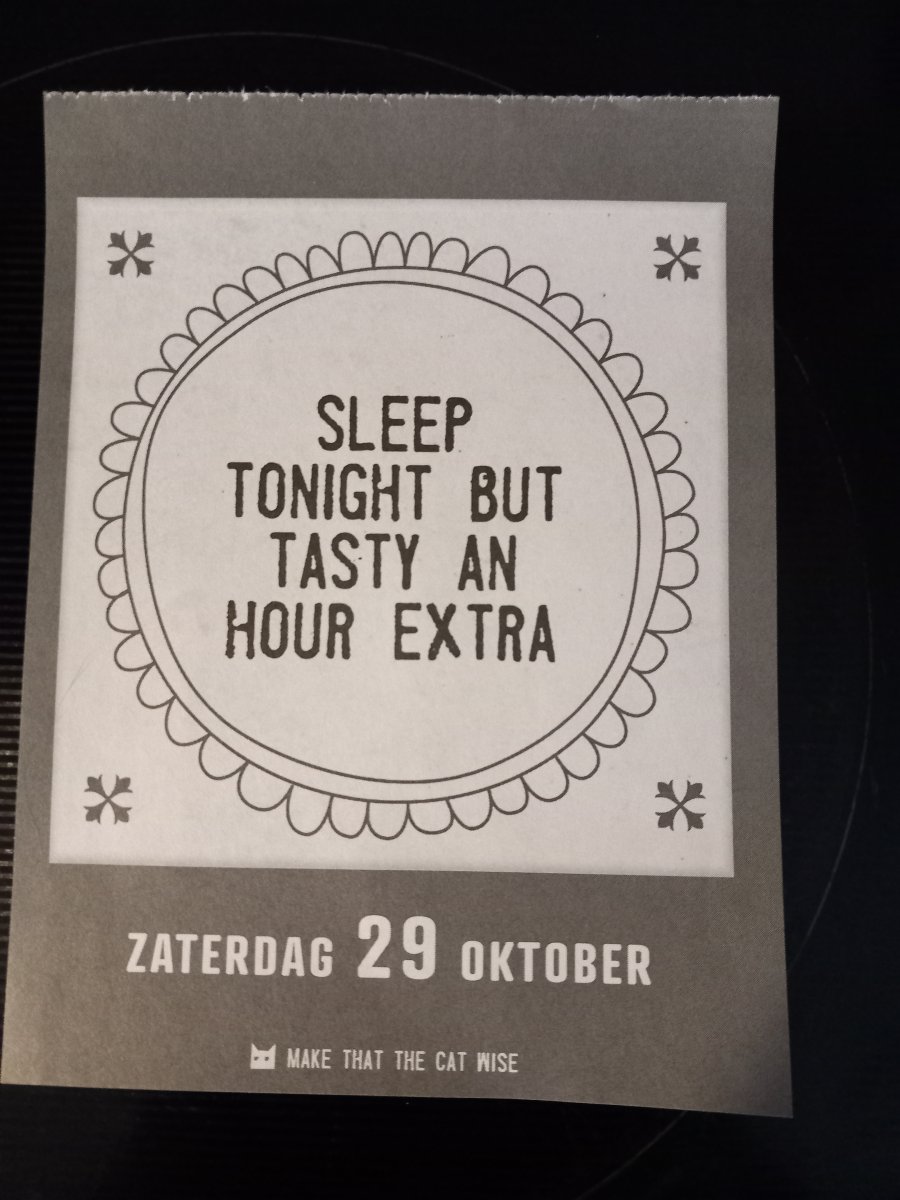 SLEEP
TONIGHT BUT
TASTY AN
HOUR EXTRA
ZATERDAG 29 OKTOBER
MAKE THAT THE CAT WISE